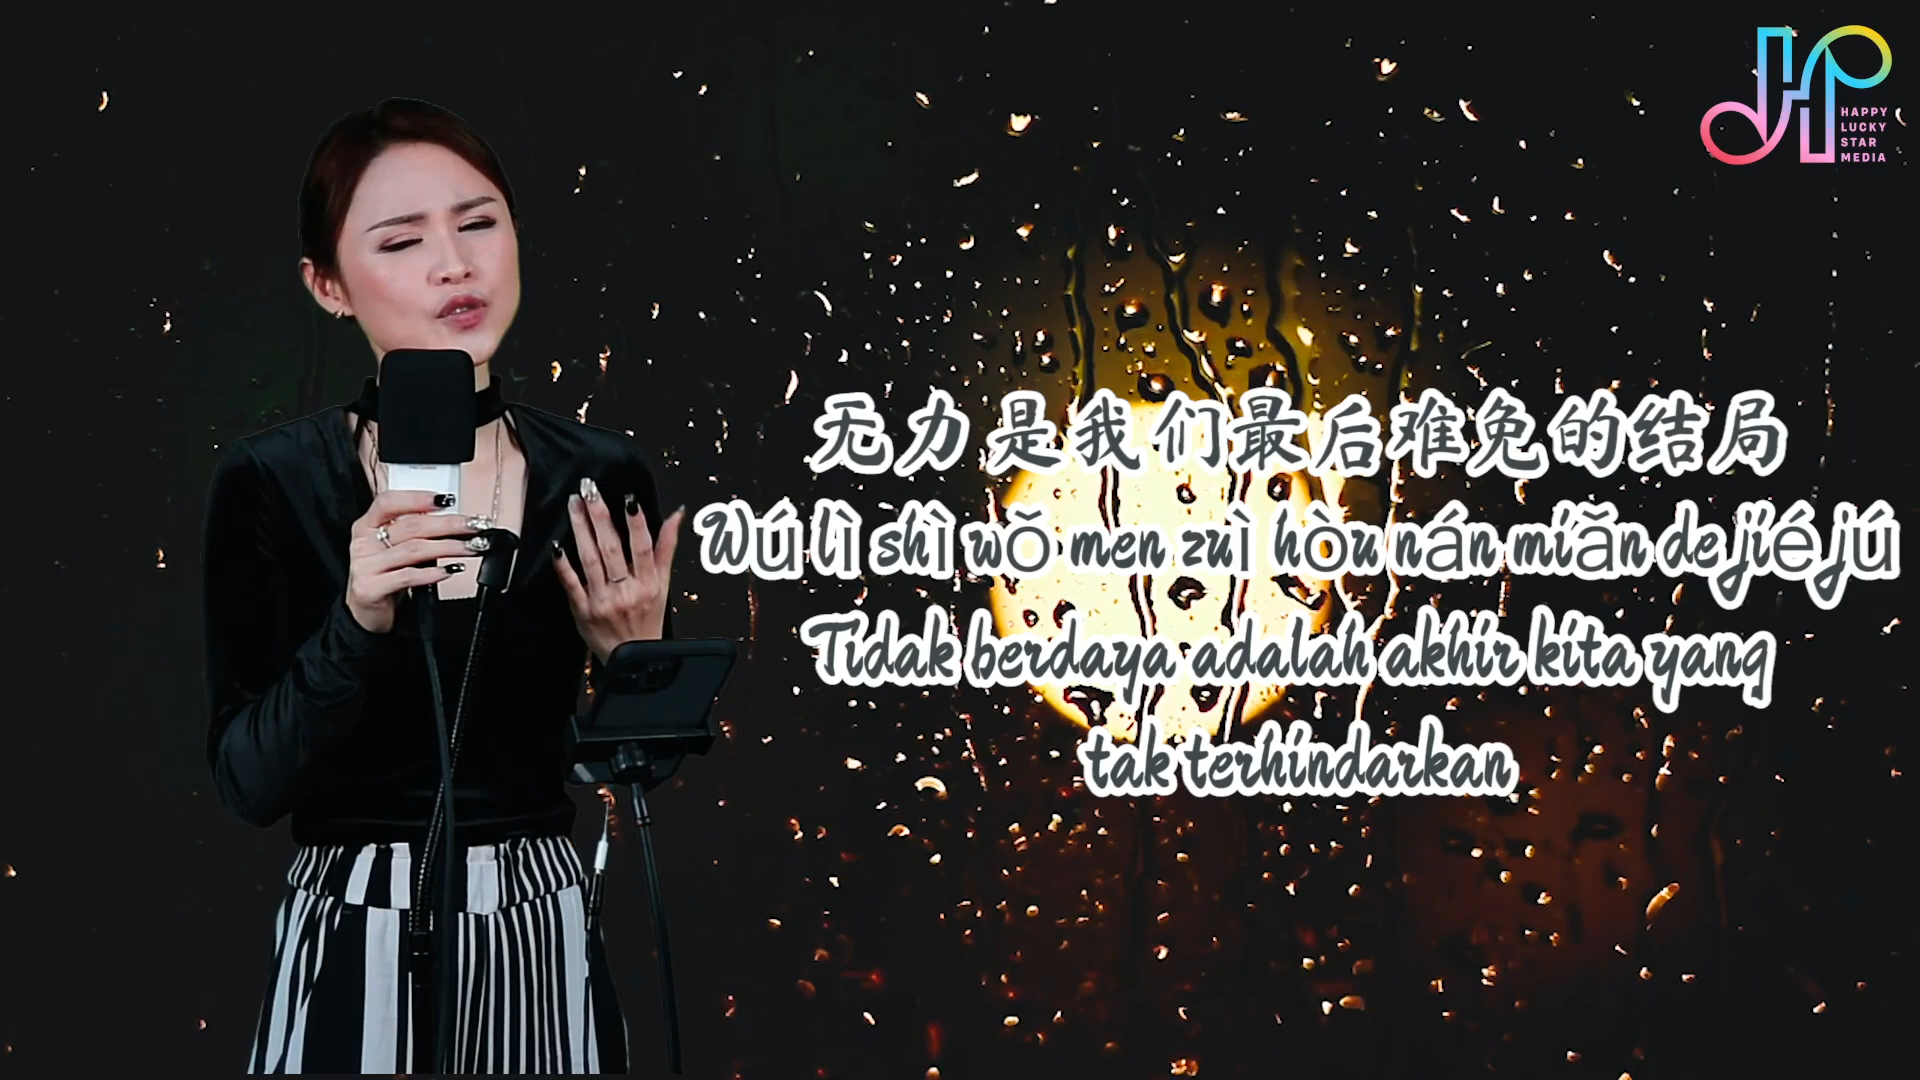 HAPPY
LUCKY
STAR
MEDIA
无力是我们最后难免的结局
Wú lì shì wǒ men zuì hòu nán miǎn de jié jú
Tidak berdaya adalah akhir kita yang
tak terhindarkan